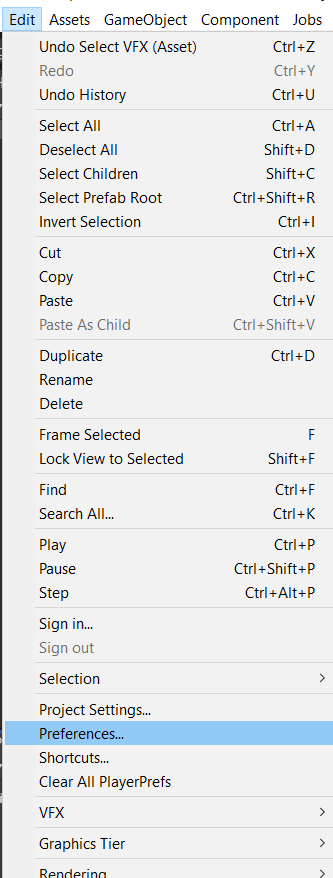 Edit Assets GameObject Component Jobs
Undo Select VFX (Asset) Ctrl+Z
Redo Ctrl+Y
Undo History Ctrl+U
Select All Ctrl+A
Deselect All Shift+D
Select Children Shift+C
Select Prefab Root Ctrl+Shift+R
Invert Selection Ctrl+I
Cut Ctrl+X
Copy Ctrl+C
Paste Ctrl+V
Paste As Child Ctrl+Shift+V
Duplicate Ctrl+D
Rename
Delete
Frame Selected F
Lock View to Selected Shift+F
Find Ctrl+F
Search All... Ctrl+K
Play Ctrl+P
Pause Ctrl+Shift+P
Step Ctrl+Alt+P
Sign in...
Sign out
Selection
Project Settings...
Preferences...
Shortcuts...
Clear All PlayerPrefs
VFX
Graphics Tier
Rendering